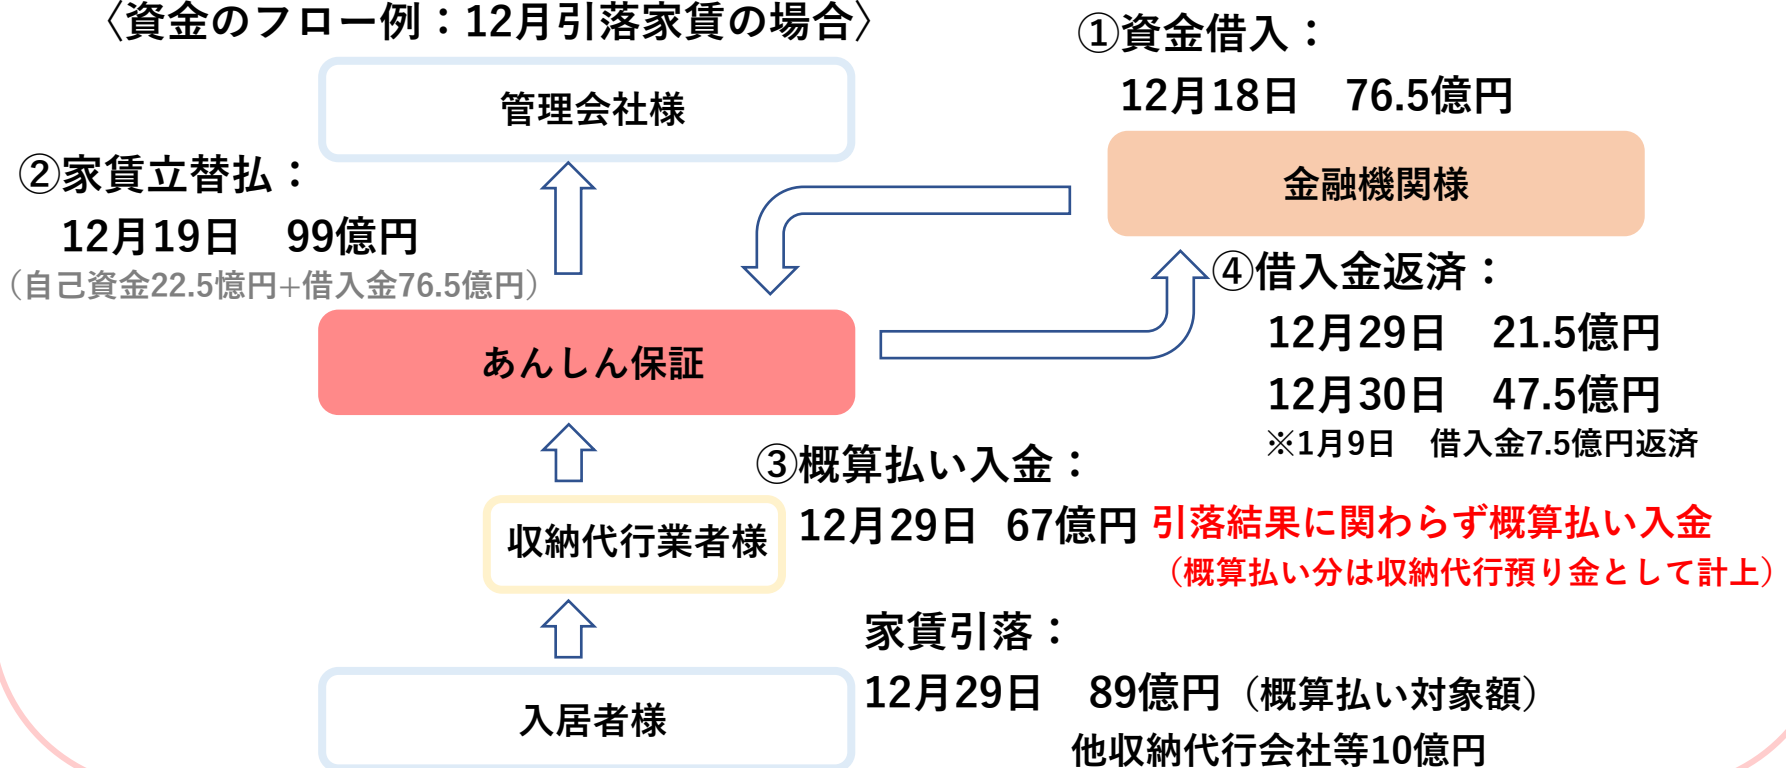 〈資金のフロー例：12月引落家賃の場合〉
管理会社様
①資金借入：
12月18日　76.5億円
金融機関様
②家賃立替払：
12月19日　99億円
（自己資金22.5憶円+借入金76.5億円）
あんしん保証
④借入金返済：
12月29日　21.5億円
12月30日　47.5億円
※1月9日　借入金7.5億円返済
③概算払い入金：
12月29日 67億円 引落結果に関わらず概算払い入金
（概算払い分は収納代行預り金として計上）
収納代行業者様
家賃引落：
12月29日　89億円（概算払い対象額）
他収納代行会社等10億円
入居者様